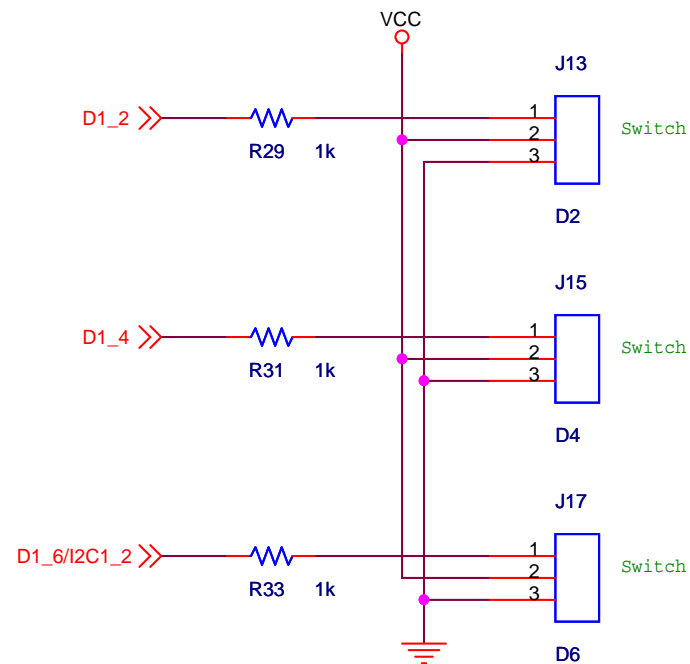 VCC
J13
D1_2
1
2
3
Switch
R29 1k
D2
J15
D1_4
1
2
3
Switch
R31 1k
D4
J17
D1_6/I2C1_2
1
2
3
Switch
R33 1k
D6